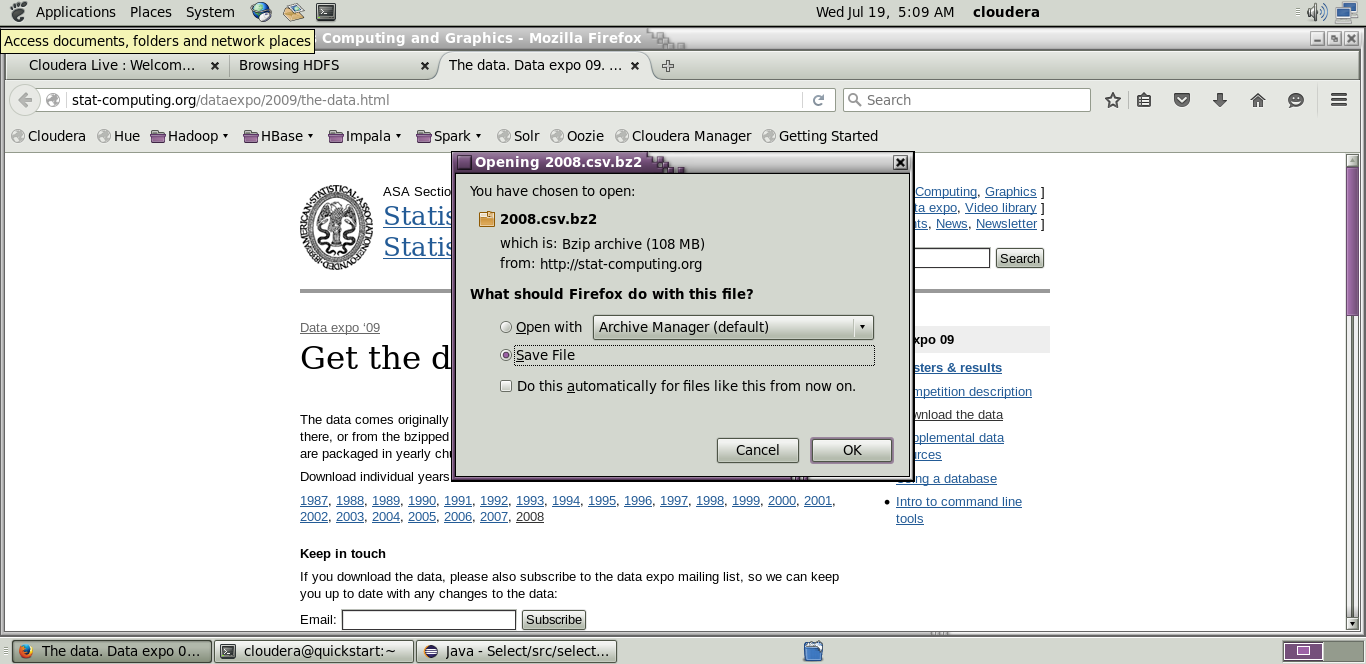 Applications Places System Wed Jul 19, 5:09 AM cloudera
Access documents, folders and network places
Computing and Graphics - Mozilla Firefox
Cloudera Live : Welcom... Browsing HDFS The data. Data expo 09. ...
stat-computing.org/dataexpo/2009/the-data.html Search
Cloudera Hue Hadoop HBase Impala Spark Solr Oozie Cloudera Manager Getting Started
Opening 2008.csv.bz2
You have chosen to open:
2008.csv.bz2
which is: Bzip archive (108 MB)
from: http://stat-computing.org
What should Firefox do with this file?
Open with Archive Manager (default)
Save File
Do this automatically for files like this from now on.
Cancel OK
ASA Sectio
Statis
Statis
Computing, Graphics ]
ta expo, Video library ]
ts, News, Newsletter ]
Search
Data expo '09
Get the d
The data comes originally
there, or from the bzipped
are packaged in yearly chu
Download individual years
1987, 1988, 1989, 1990, 1991, 1992, 1993, 1994, 1995, 1996, 1997, 1998, 1999, 2000, 2001,
2002, 2003, 2004, 2005, 2006, 2007, 2008
Keep in touch
If you download the data, please also subscribe to the data expo mailing list, so we can keep
you up to date with any changes to the data:
Email: Subscribe
xpo 09
sters & results
mpetition description
wnload the data
pplemental data
urces
ing a database
Intro to command line
tools
The data. Data expo 0... cloudera@quickstart:~ Java - Select/src/select...